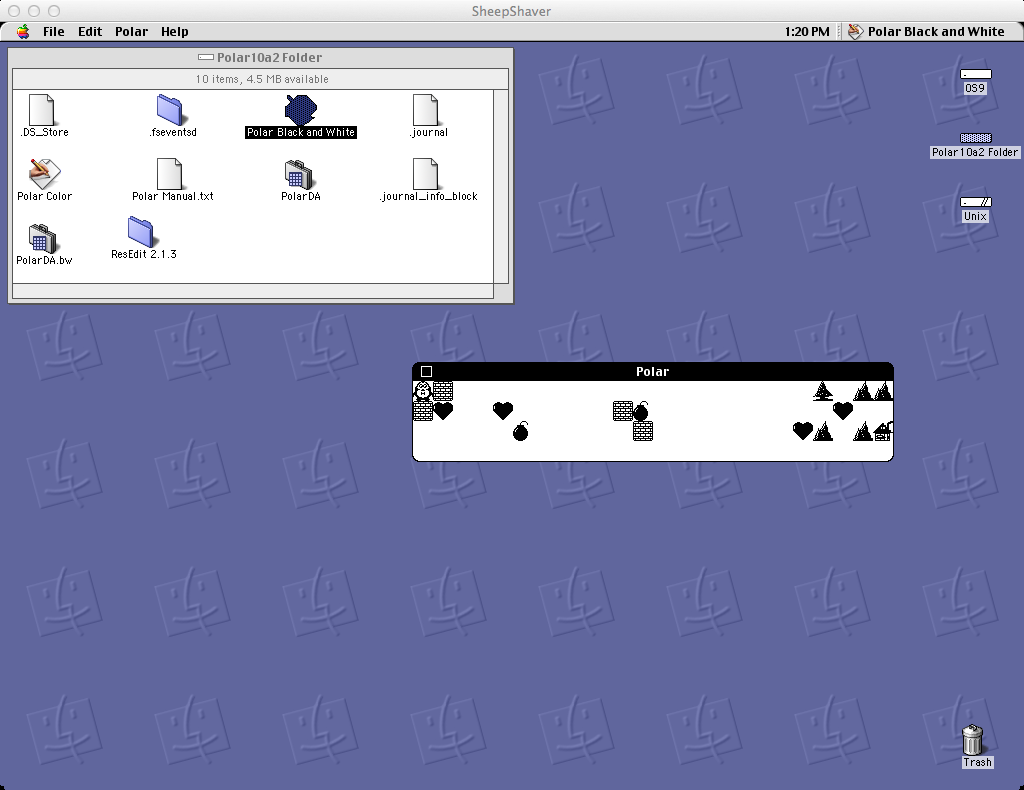 SheepShaver
File Edit Polar Help 1:20 PM Polar Black and White
Polar10a2 Folder
10 items, 4.5 MB available
.DS_Store .fseventsd Polar Black and White .journal
Polar Color Polar Manual.txt PolarDA .journal_info_block
PolarDA.bw ResEdit 2.1.3
OS9
Polar10a2 Folder
Unix
Polar
Trash